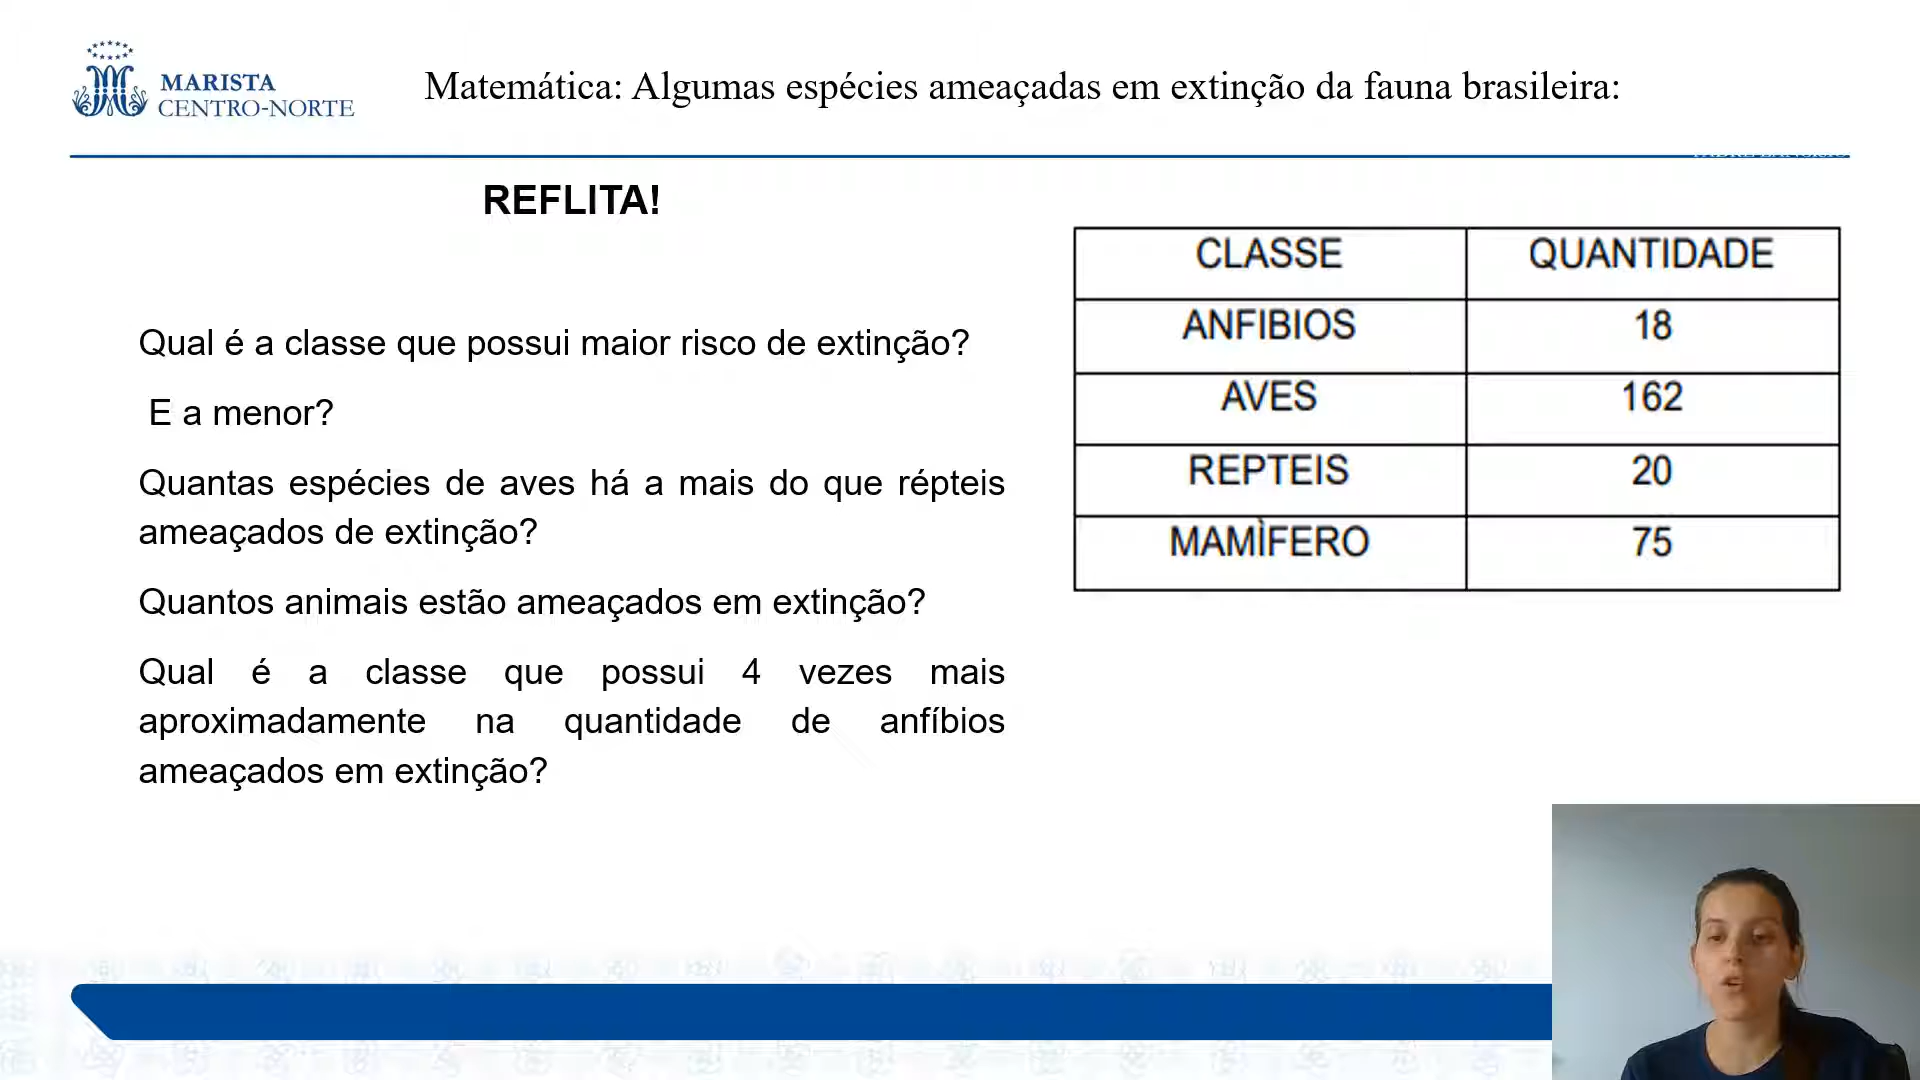 MARISTA
CENTRO-NORTE
Matemática: Algumas espécies ameaçadas em extinção da fauna brasileira:
REFLITA!
Qual é a classe que possui maior risco de extinção?
E a menor?
Quantas espécies de aves há a mais do que répteis
ameaçados de extinção?
Quantos animais estão ameaçados em extinção?
Qual é a classe que possui 4 vezes mais
aproximadamente na quantidade de anfíbios
ameaçados em extinção?
CLASSE QUANTIDADE
ANFIBIOS 18
AVES 162
REPTEIS 20
MAMÌFERO 75